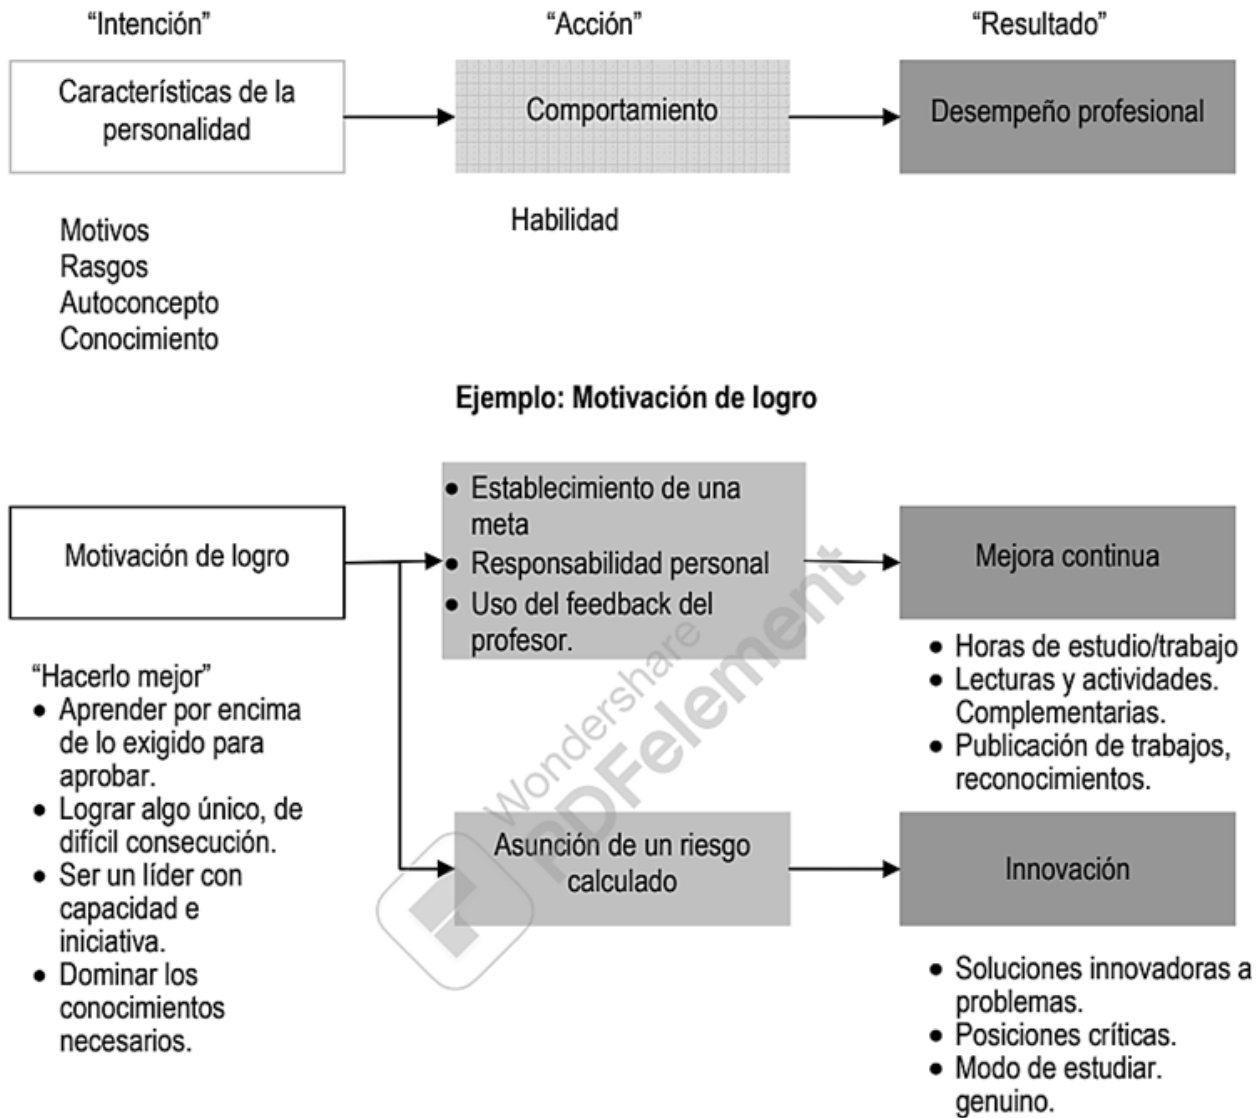 “Intención”
“Acción”
“Resultado”
Características de la
personalidad
Comportamiento
Desempeño profesional
Motivos
Rasgos
Autoconcepto
Conocimiento
Habilidad
Ejemplo: Motivación de logro
Motivación de logro
“Hacerlo mejor”
● Aprender por encima
de lo exigido para
aprobar.
● Lograr algo único, de
difícil consecución.
● Ser un líder con
capacidad e
iniciativa.
● Dominar los
conocimientos
necesarios.
● Establecimiento de una
meta
● Responsabilidad personal
● Uso del feedback del
profesor.
Mejora continua
● Horas de estudio/trabajo
● Lecturas y actividades.
Complementarias.
● Publicación de trabajos,
reconocimientos.
Asunción de un riesgo
calculado
Innovación
● Soluciones innovadoras a
problemas.
● Posiciones críticas.
● Modo de estudiar.
genuino.
Wondershare
PDFelement